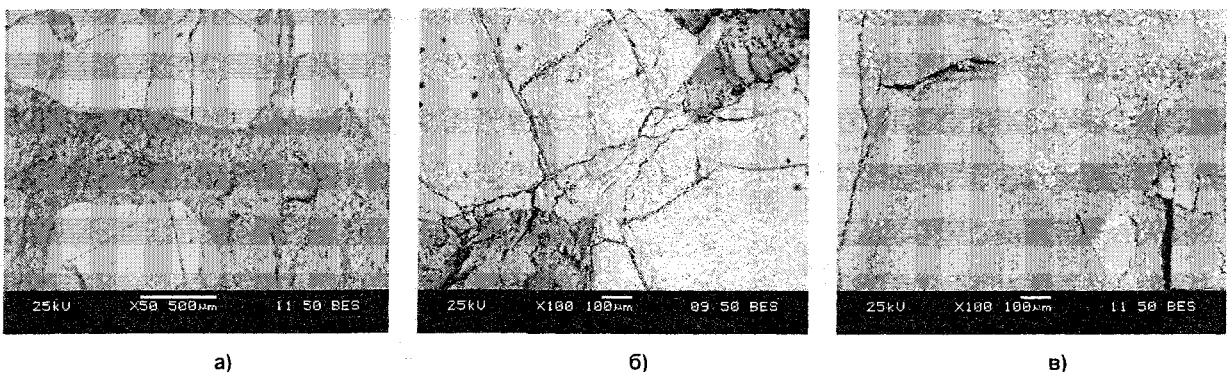 25kV X50 500µm 11 50 BES
25kV X100 100µm 09 50 BES
25kV X100 100µm 11 50 BES
а)
б)
в)